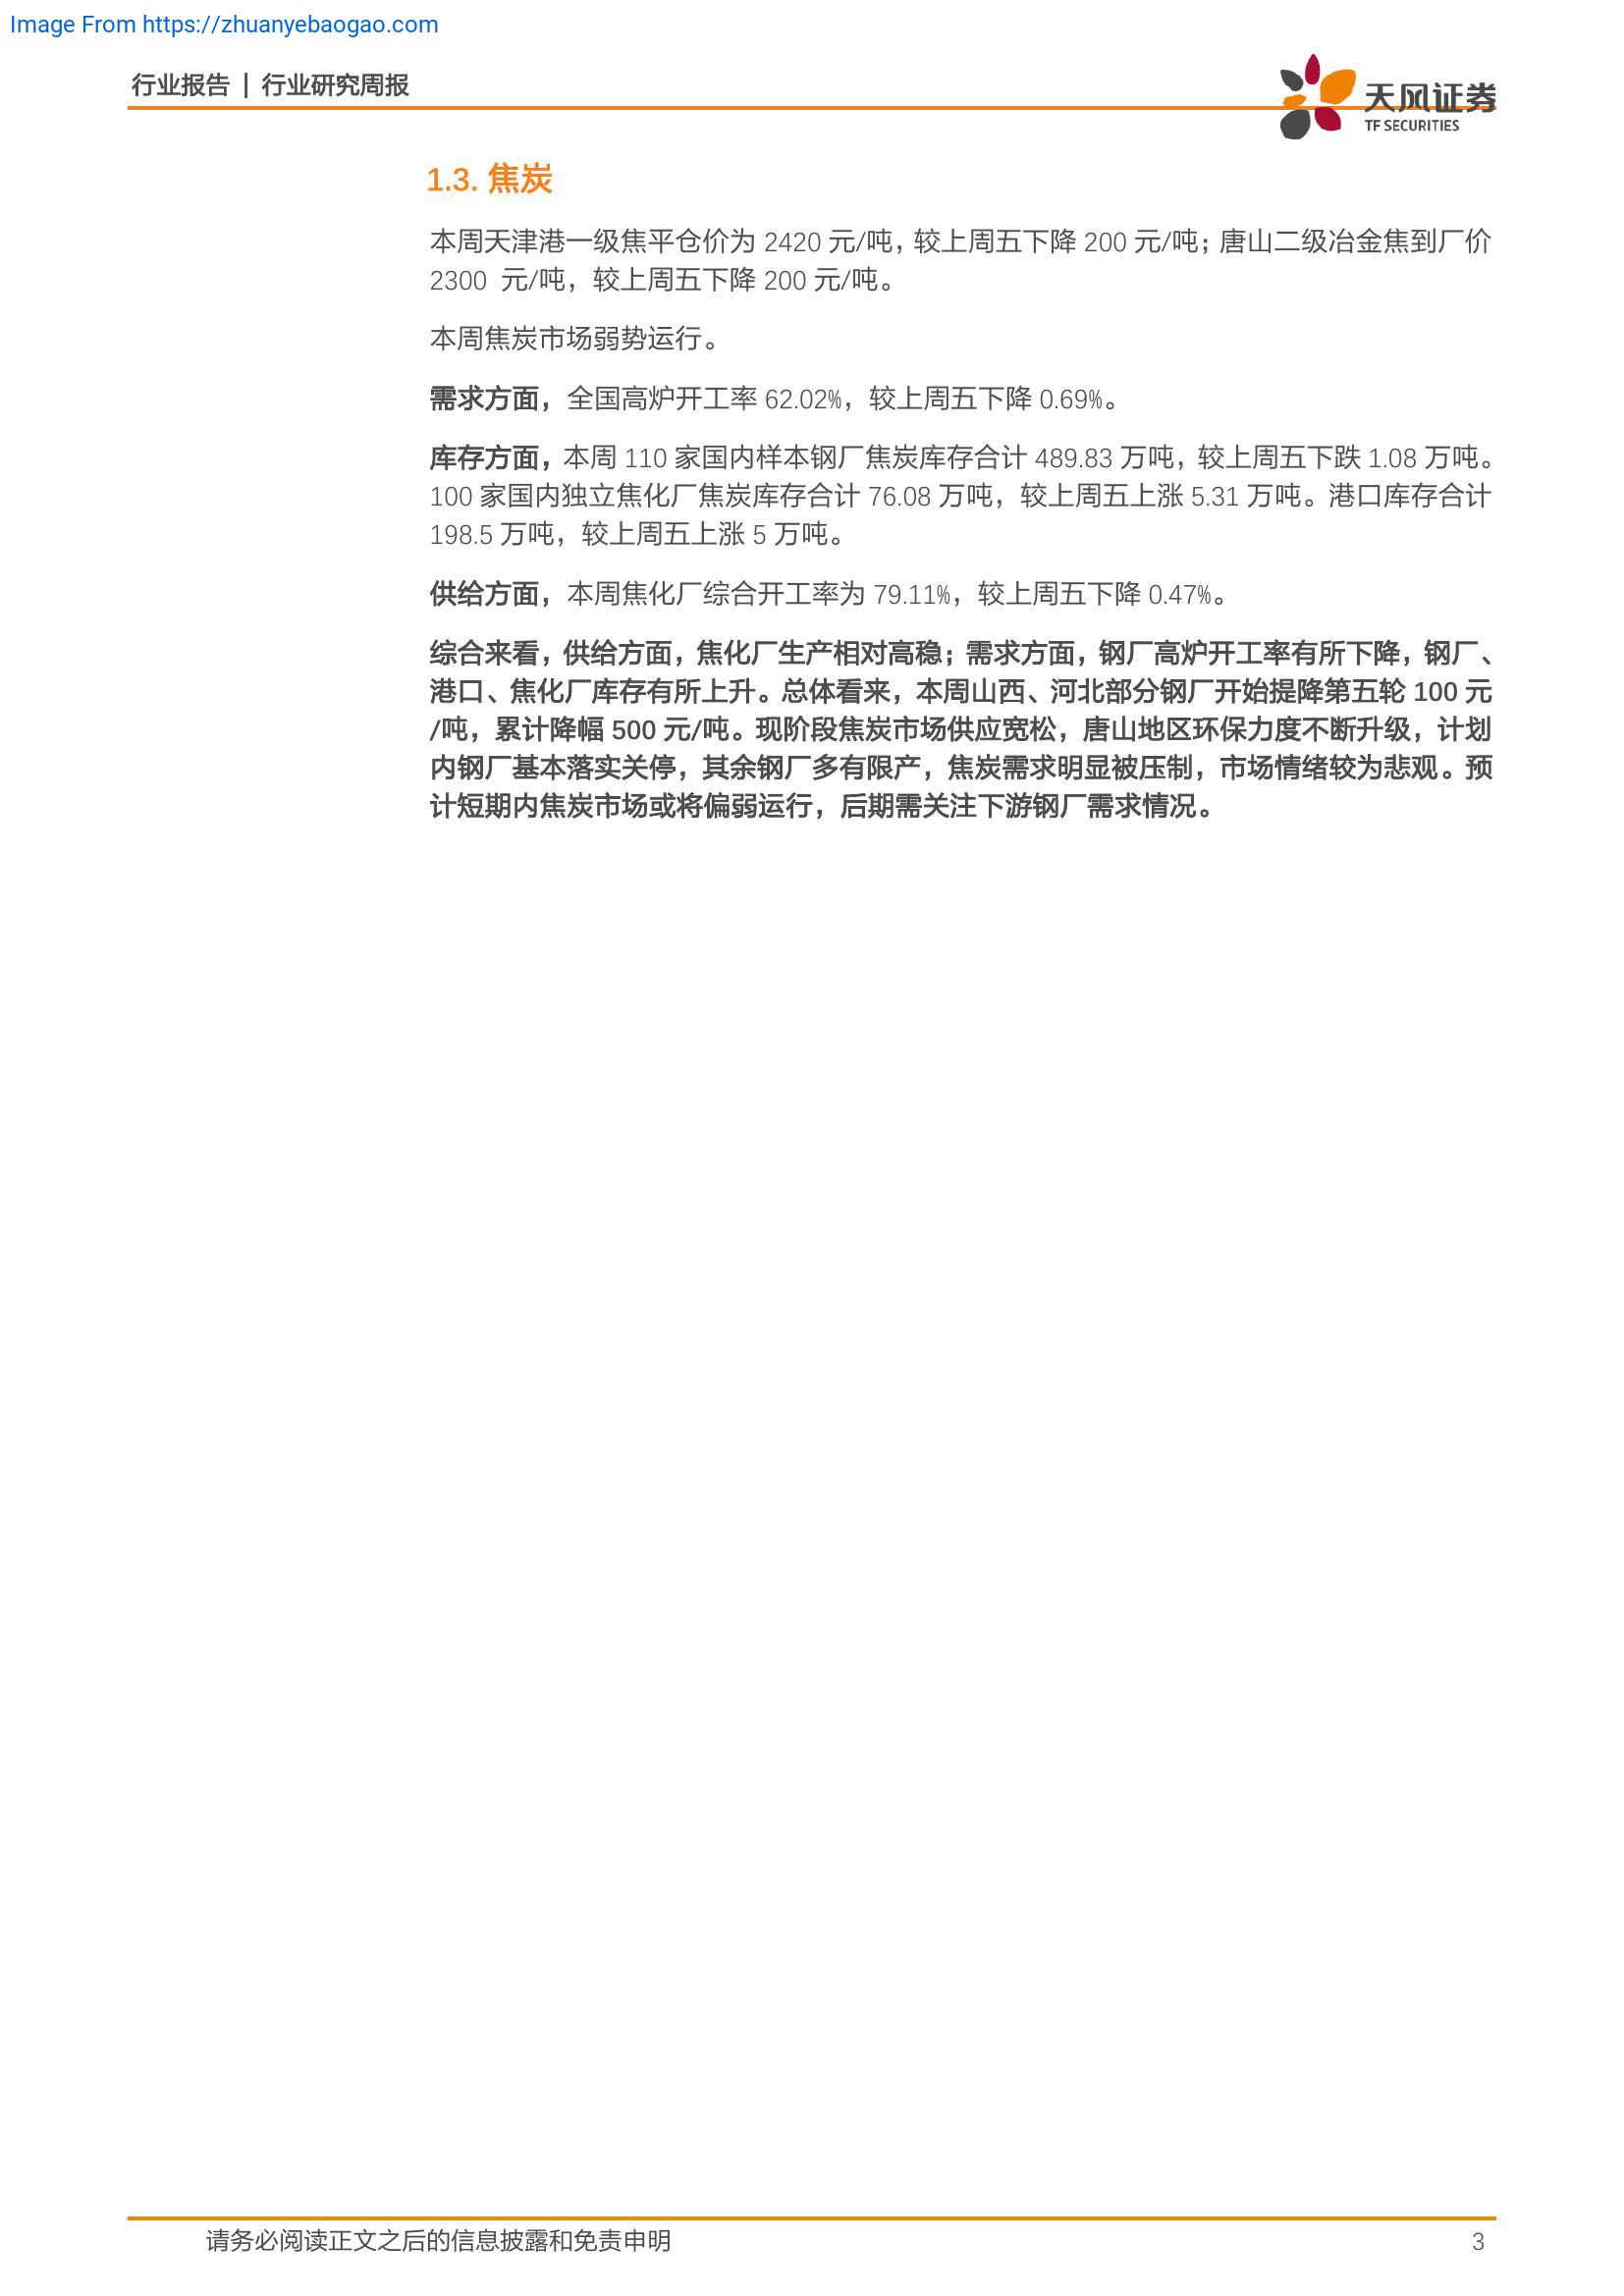 Image From https://zhuanyebaogao.com
行业报告 | 行业研究周报
天风证券
TF SECURITIES
1.3. 焦炭
本周天津港一级焦平仓价为 2420 元/吨，较上周五下降 200 元/吨；唐山二级冶金焦到厂价
2300 元/吨，较上周五下降 200 元/吨。
本周焦炭市场弱势运行。
需求方面，全国高炉开工率 62.02%，较上周五下降 0.69%。
库存方面，本周 110 家国内样本钢厂焦炭库存合计 489.83 万吨，较上周五下跌 1.08 万吨。
100 家国内独立焦化厂焦炭库存合计 76.08 万吨，较上周五上涨 5.31 万吨。港口库存合计
198.5 万吨，较上周五上涨 5 万吨。
供给方面，本周焦化厂综合开工率为 79.11%，较上周五下降 0.47%。
综合来看，供给方面，焦化厂生产相对高稳；需求方面，钢厂高炉开工率有所下降，钢厂、
港口、焦化厂库存有所上升。总体看来，本周山西、河北部分钢厂开始提降第五轮 100 元
/吨，累计降幅 500 元/吨。现阶段焦炭市场供应宽松，唐山地区环保力度不断升级，计划
内钢厂基本落实关停，其余钢厂多有限产，焦炭需求明显被压制，市场情绪较为悲观。预
计短期内焦炭市场或将偏弱运行，后期需关注下游钢厂需求情况。
请务必阅读正文之后的信息披露和免责申明
3